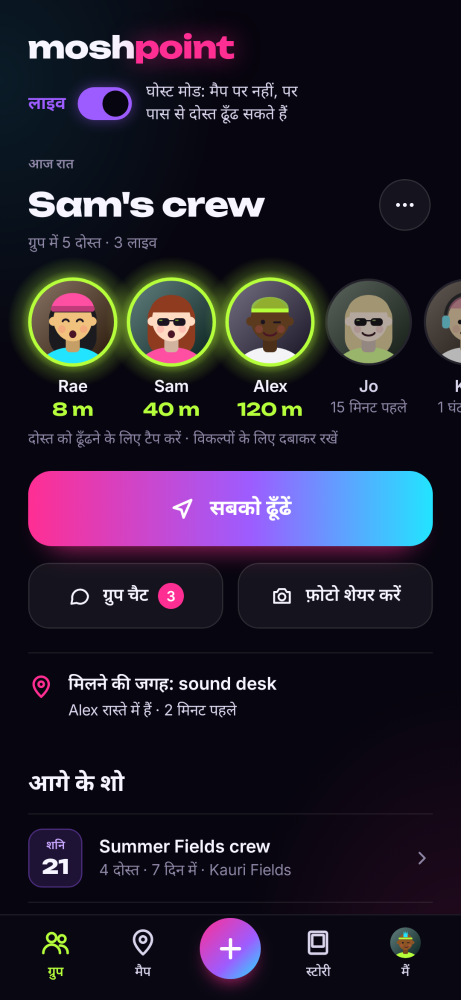 moshpoint
लाइव
घोस्ट मोड: मैप पर नहीं, पर
पास से दोस्त ढूँढ सकते हैं
आज रात
Sam's crew
ग्रुप में 5 दोस्त · 3 लाइव
Rae
8 m
Sam
40 m
Alex
120 m
Jo
15 मिनट पहले
दोस्त को ढूँढने के लिए टैप करें · विकल्पों के लिए दबाकर रखें
सबको ढूँढें
ग्रुप चैट 3
फ़ोटो शेयर करें
मिलने की जगह: sound desk
Alex रास्ते में हैं · 2 मिनट पहले
आगे के शो
शनि
21
Summer Fields crew
4 दोस्त · 7 दिन में · Kauri Fields
ग्रुप
मैप
स्टोरी
मैं